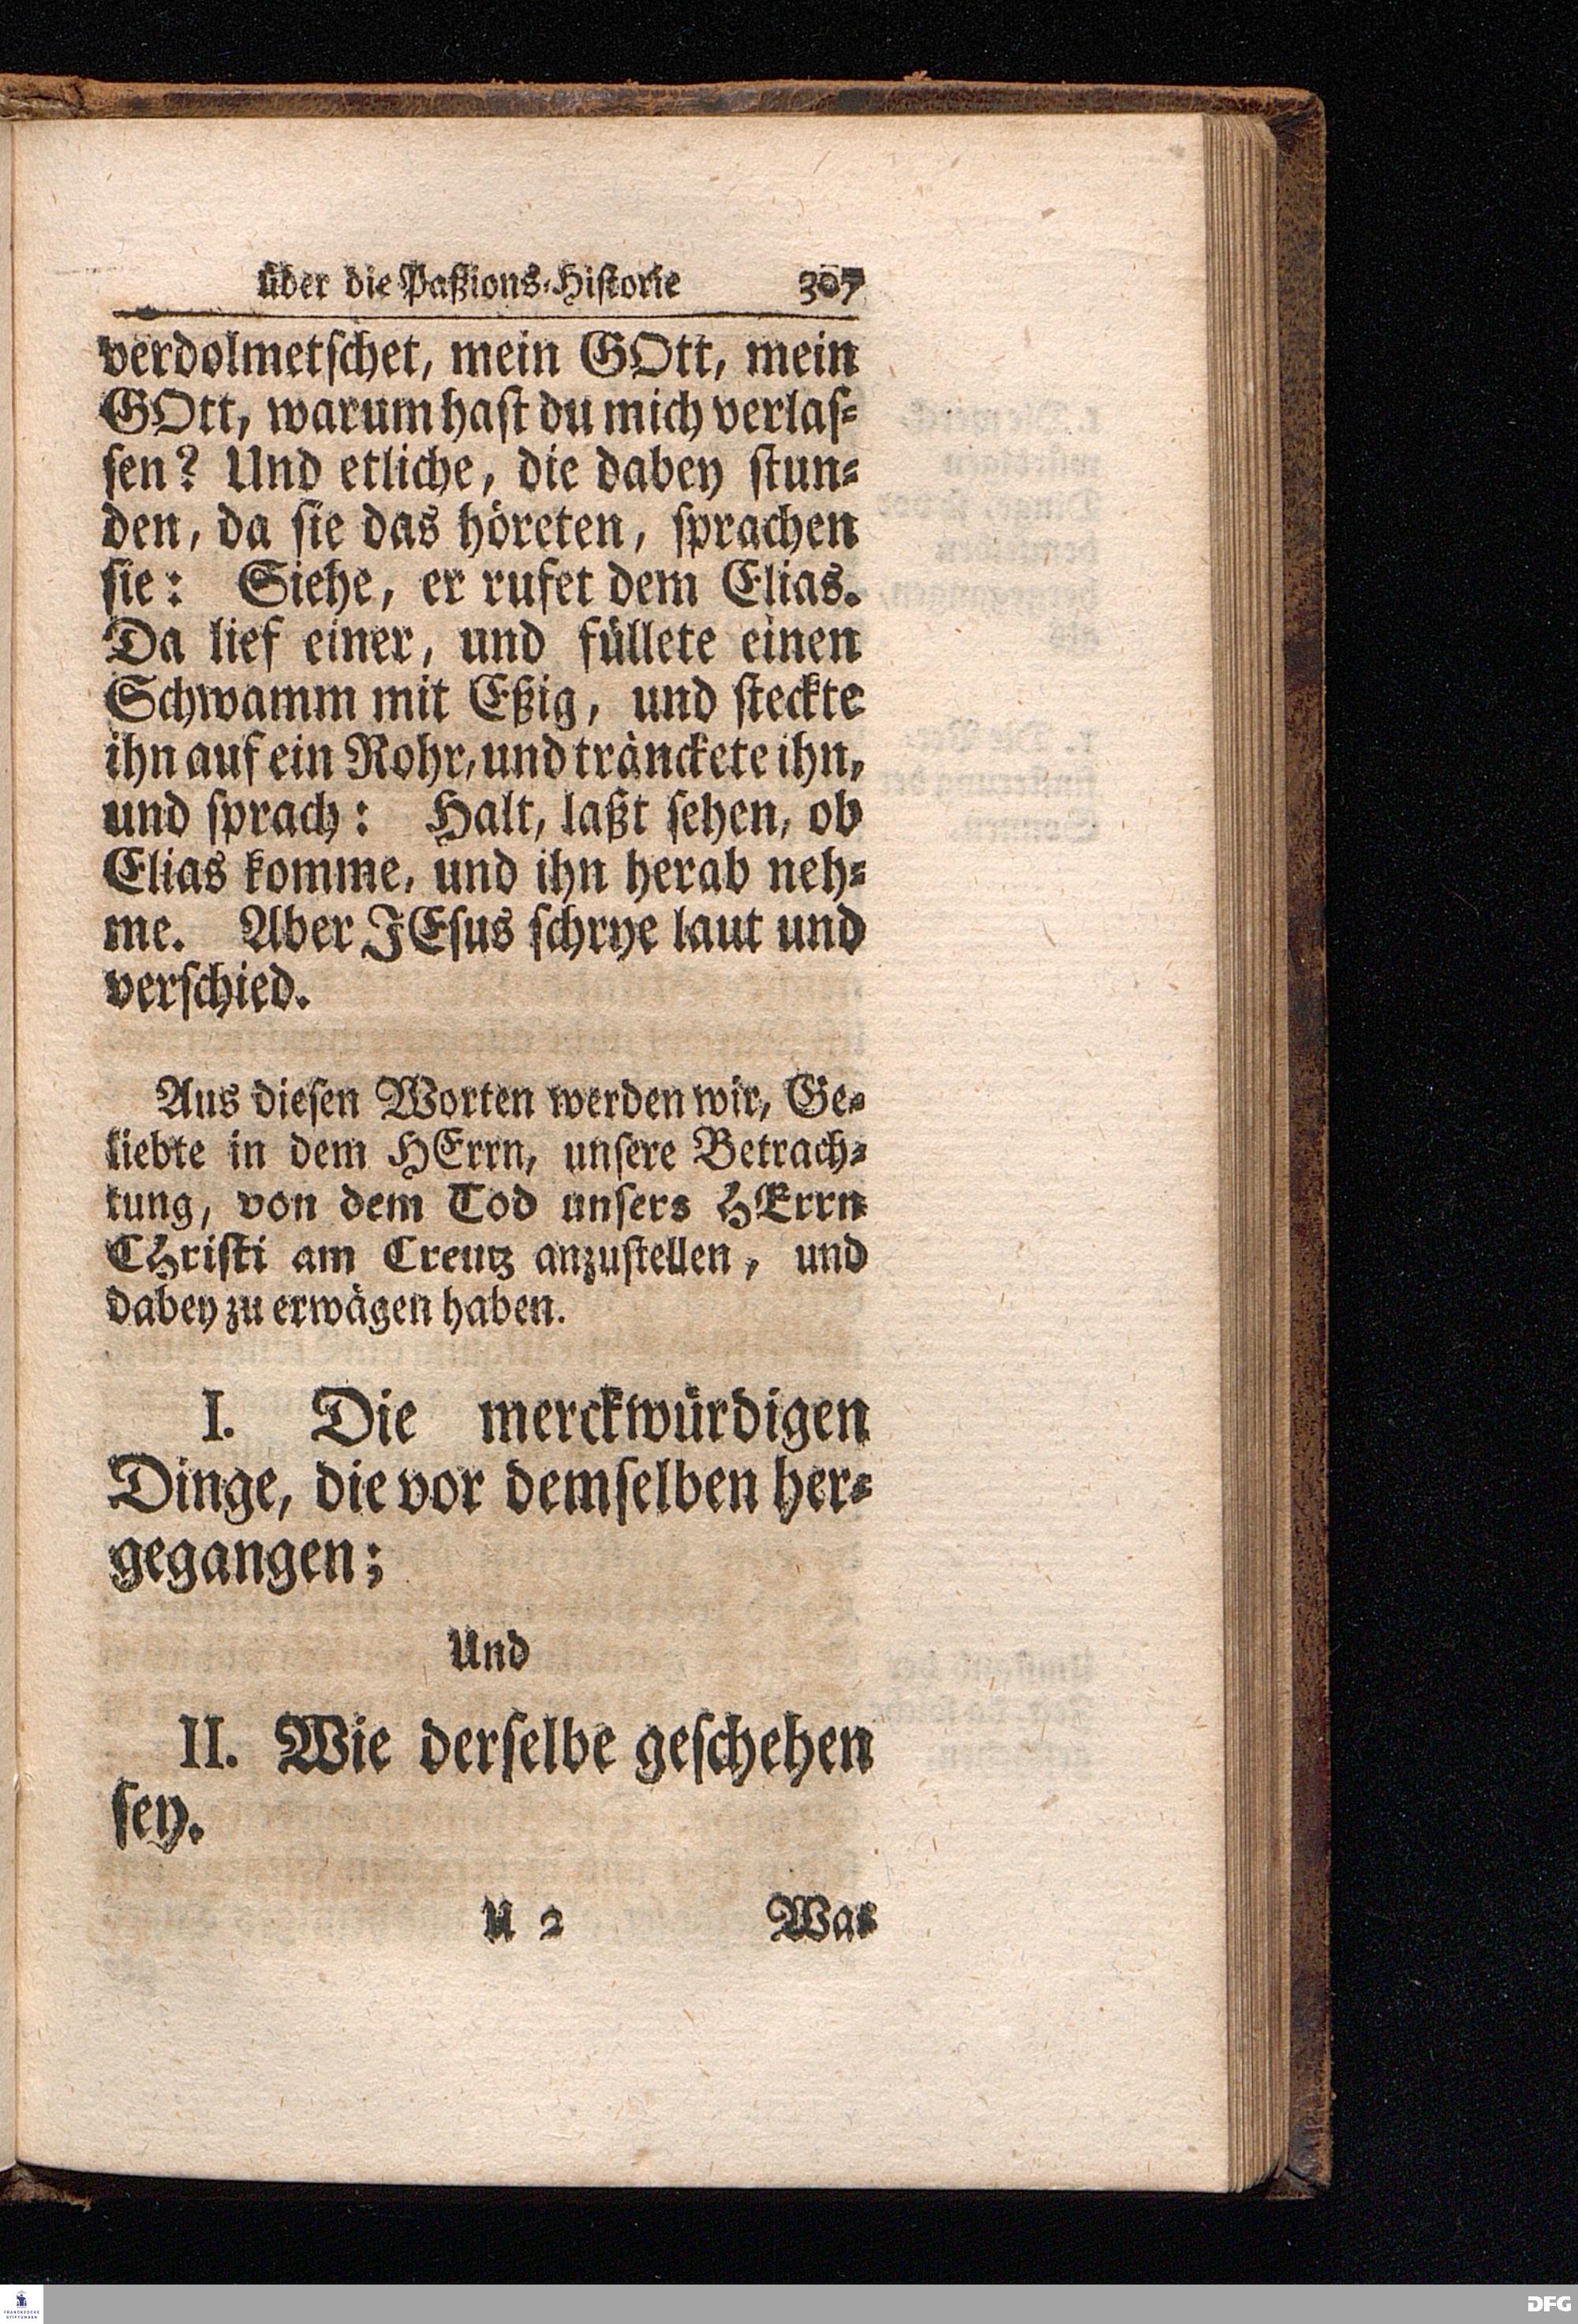 über die Paßions-Historie 307
verdolmetschet, mein GOtt, mein
GOtt, warum hast du mich verlas-
sen? Und etliche, die dabey stun-
den, da sie das höreten, sprachen
sie: Siehe, er rufet dem Elias.
Da lief einer, und füllete einen
Schwamm mit Eßig, und steckte
ihn auf ein Rohr, und tränckete ihn,
und sprach: Halt, laßt sehen, ob
Elias komme, und ihn herab neh-
me. Aber JEsus schrye laut und
verschied.
Aus diesen Worten werden wir, Ge-
liebte in dem HErrn, unsere Betrach-
tung, von dem Tod unsers HErrn
CHristi am Creutz anzustellen, und
dabey zu erwägen haben.
I. Die merckwürdigen
Dinge, die vor demselben her-
gegangen;
Und
II. Wie derselbe geschehen
sey.
U 2 Was
FRANCKESCHE
STIFTUNGEN
DFG